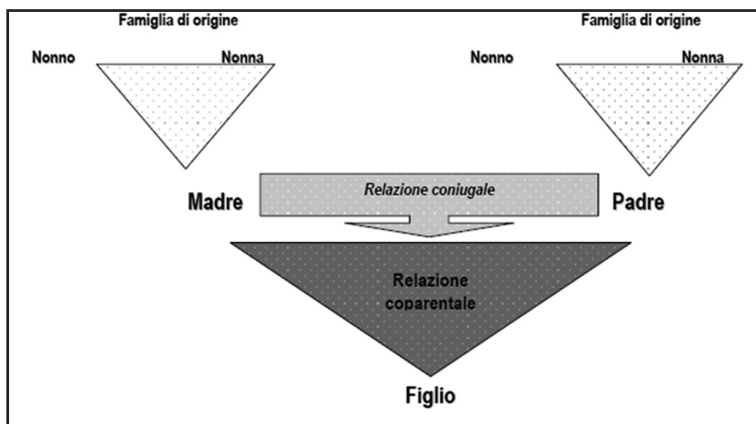 Famiglia di origine
Famiglia di origine
Nonno
Nonna
Nonno
Nonna
Madre
Relazione coniugale
Padre
Relazione
coparentale
Figlio